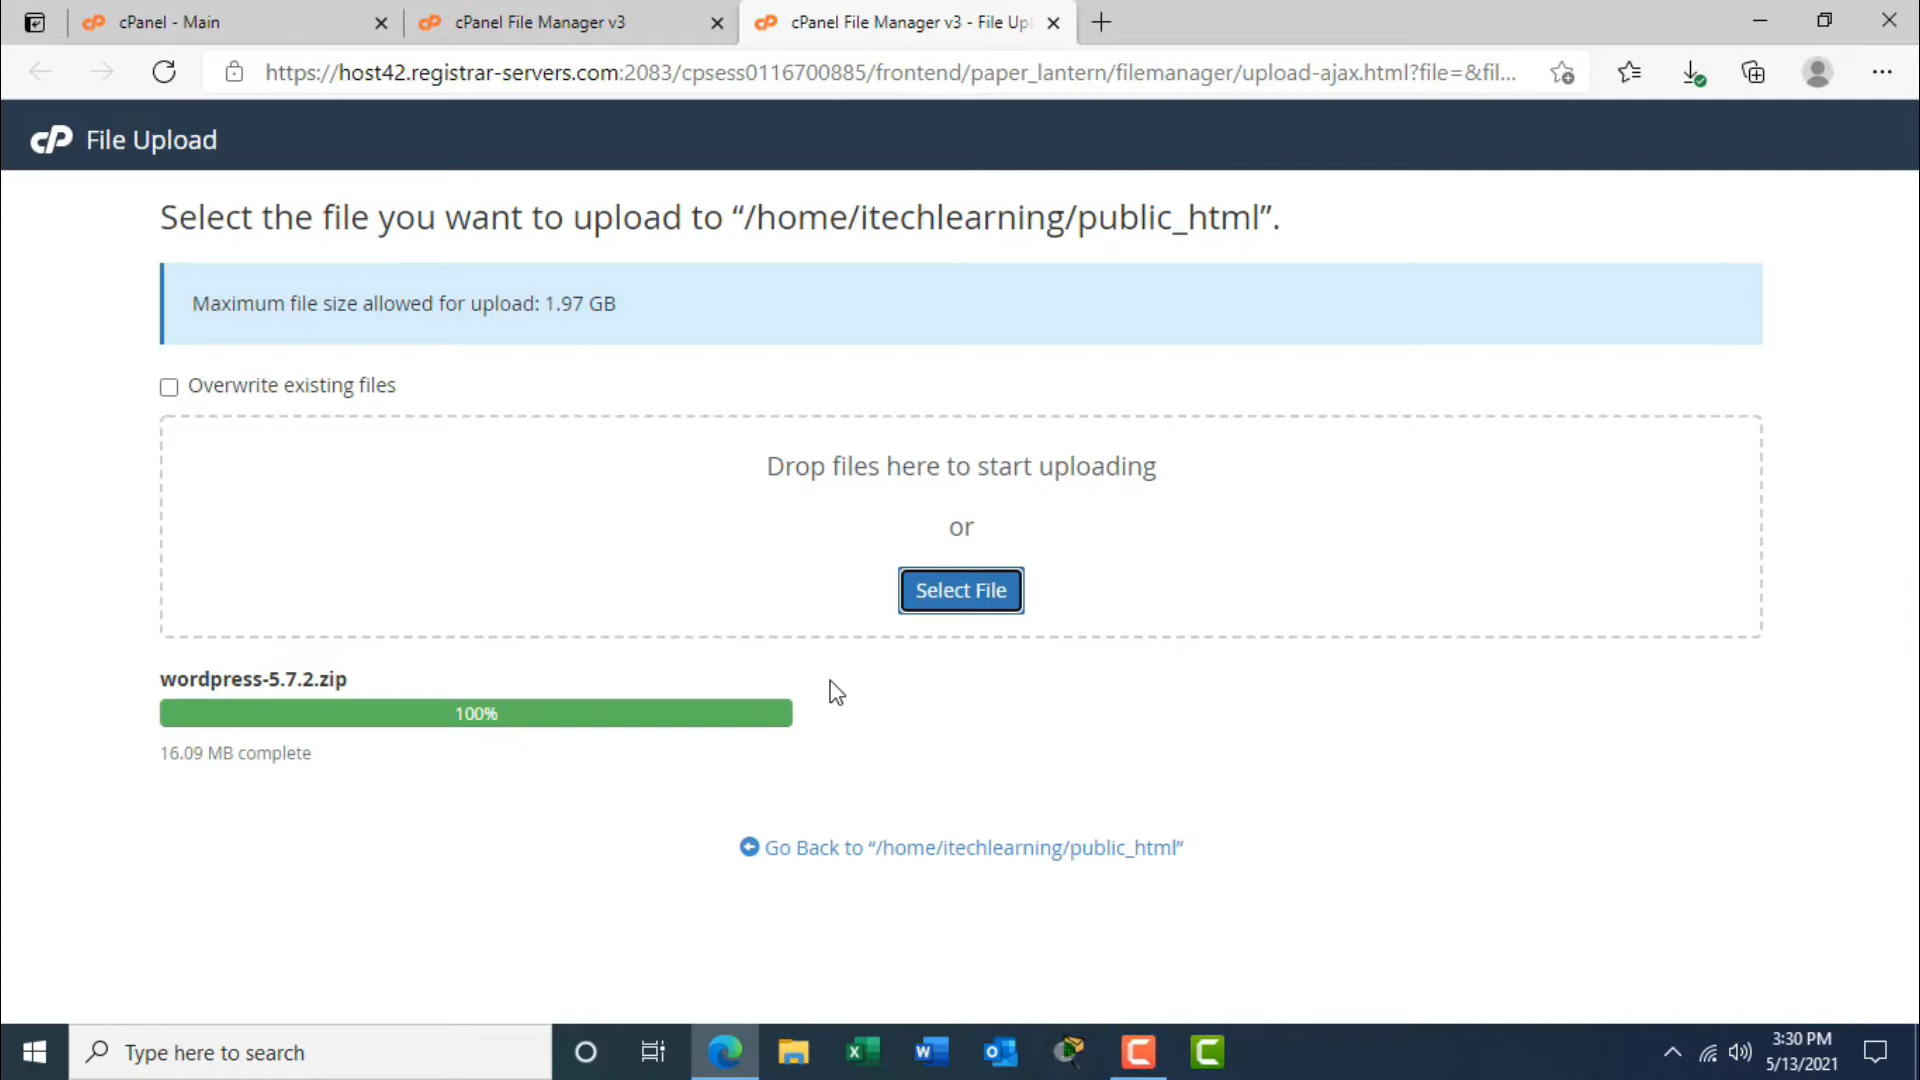 cPanel - Main
cPanel File Manager v3
cPanel File Manager v3 - File Upl
https://host42.registrar-servers.com:2083/cpsess0116700885/frontend/paper_lantern/filemanager/upload-ajax.html?file=&fil...
cP File Upload
Select the file you want to upload to “/home/itechlearning/public_html”.
Maximum file size allowed for upload: 1.97 GB
Overwrite existing files
Drop files here to start uploading
or
Select File
wordpress-5.7.2.zip
100%
16.09 MB complete
Go Back to “/home/itechlearning/public_html”
Type here to search
3:30 PM
5/13/2021